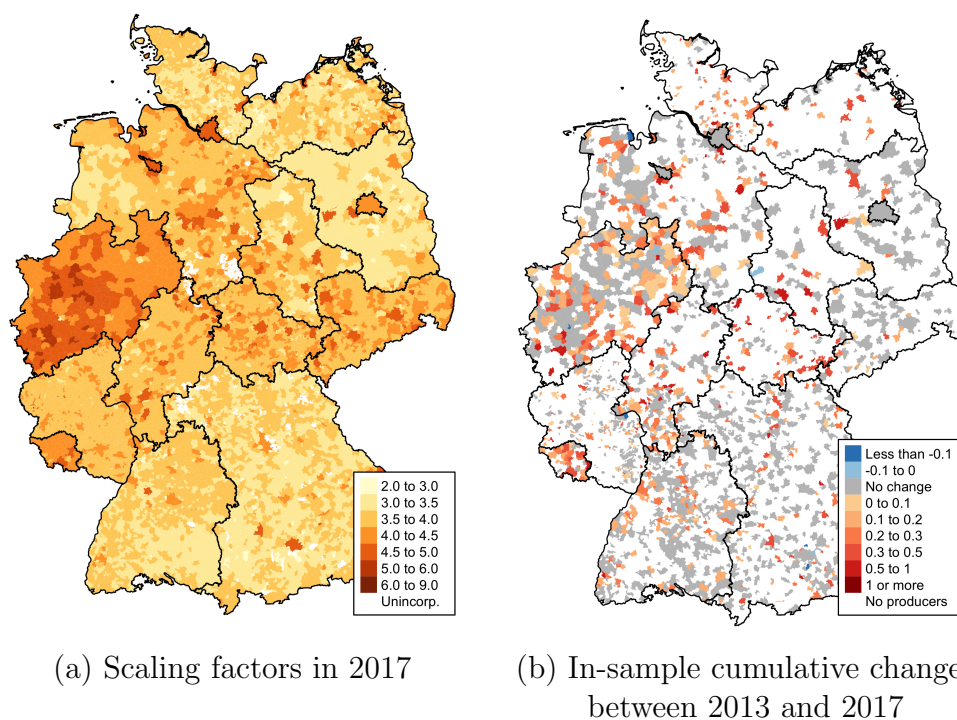 2.0 to 3.0
3.0 to 3.5
3.5 to 4.0
4.0 to 4.5
4.5 to 5.0
5.0 to 6.0
6.0 to 9.0
Unincorp.
Less than -0.1
-0.1 to 0
No change
0 to 0.1
0.1 to 0.2
0.2 to 0.3
0.3 to 0.5
0.5 to 1
1 or more
No producers
(a) Scaling factors in 2017
(b) In-sample cumulative change
between 2013 and 2017